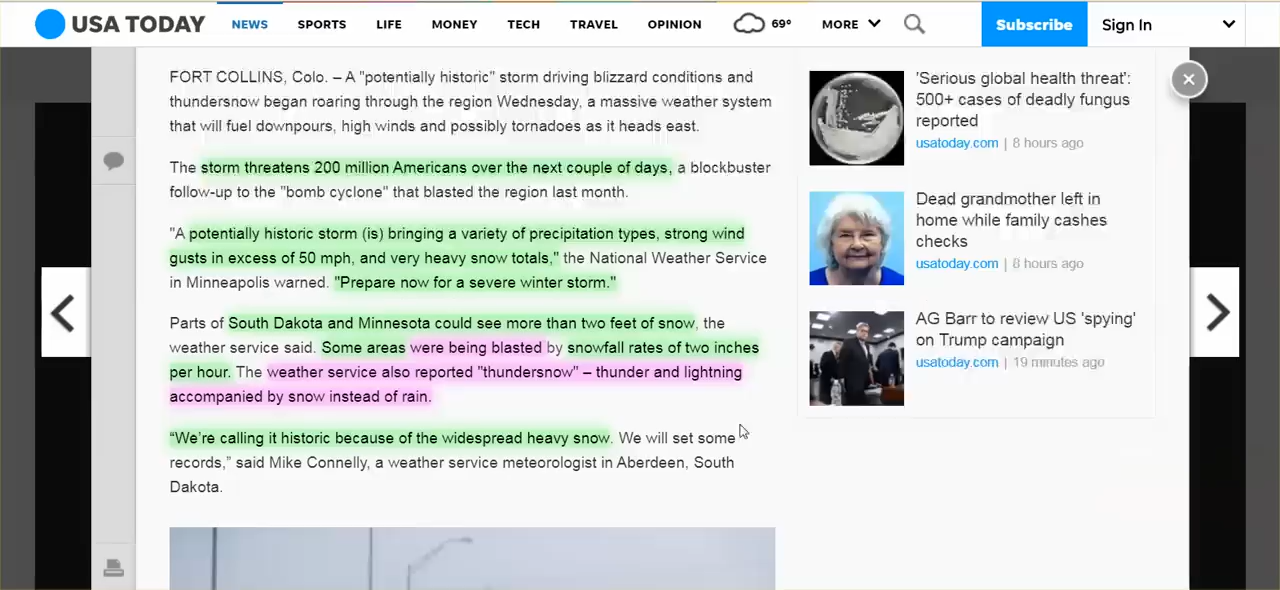 USA TODAY NEWS SPORTS LIFE MONEY TECH TRAVEL OPINION 69° MORE Subscribe Sign In
FORT COLLINS, Colo. – A "potentially historic" storm driving blizzard conditions and
thundersnow began roaring through the region Wednesday, a massive weather system
that will fuel downpours, high winds and possibly tornadoes as it heads east.
The storm threatens 200 million Americans over the next couple of days, a blockbuster
follow-up to the "bomb cyclone" that blasted the region last month.
"A potentially historic storm (is) bringing a variety of precipitation types, strong wind
gusts in excess of 50 mph, and very heavy snow totals," the National Weather Service
in Minneapolis warned. "Prepare now for a severe winter storm."
Parts of South Dakota and Minnesota could see more than two feet of snow, the
weather service said. Some areas were being blasted by snowfall rates of two inches
per hour. The weather service also reported "thundersnow" – thunder and lightning
accompanied by snow instead of rain.
“We’re calling it historic because of the widespread heavy snow. We will set some
records,” said Mike Connelly, a weather service meteorologist in Aberdeen, South
Dakota.
'Serious global health threat':
500+ cases of deadly fungus
reported
usatoday.com | 8 hours ago
Dead grandmother left in
home while family cashes
checks
usatoday.com | 8 hours ago
AG Barr to review US 'spying'
on Trump campaign
usatoday.com | 19 minutes ago